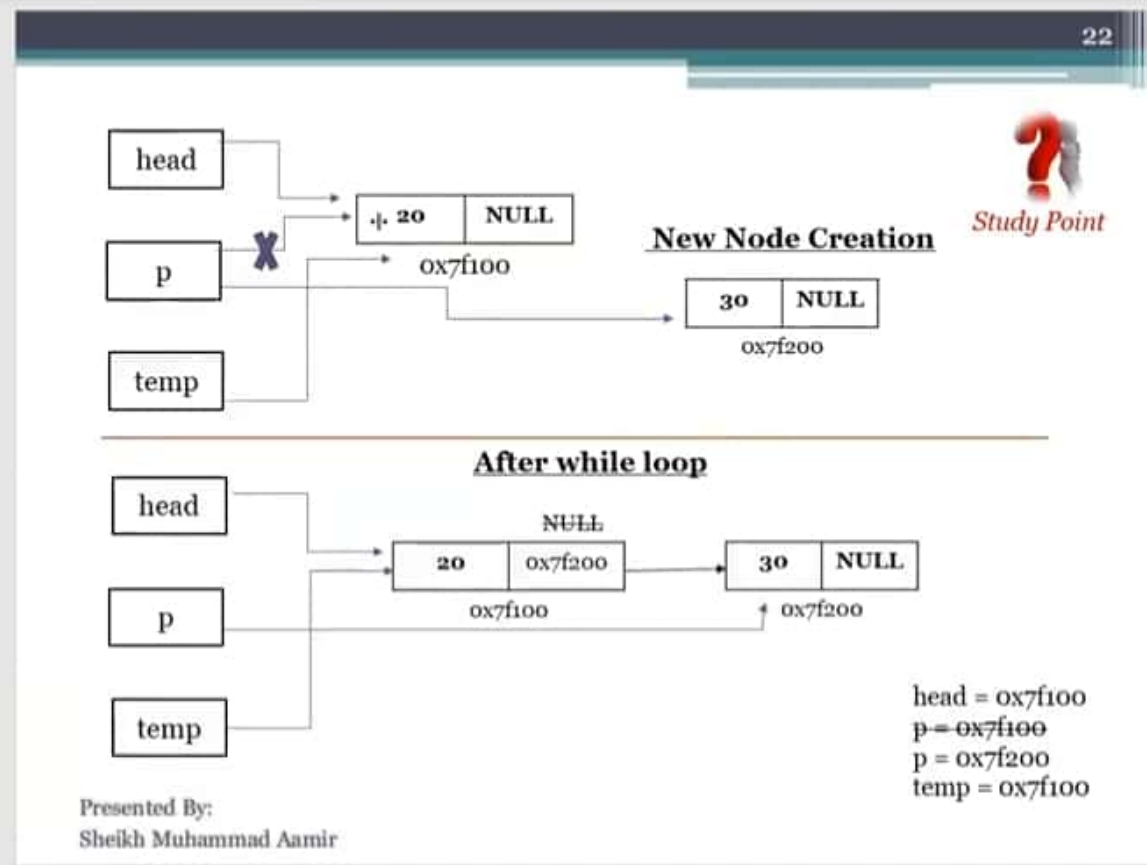 22
head
20 NULL
Study Point
New Node Creation
p
0x7f100
30 NULL
0x7f200
temp
After while loop
head
NULL
20 0x7f200 30 NULL
0x7f100 0x7f200
p
temp
head = 0x7f100
p = 0x7f100
p = 0x7f200
temp = 0x7f100
Presented By:
Sheikh Muhammad Aamir